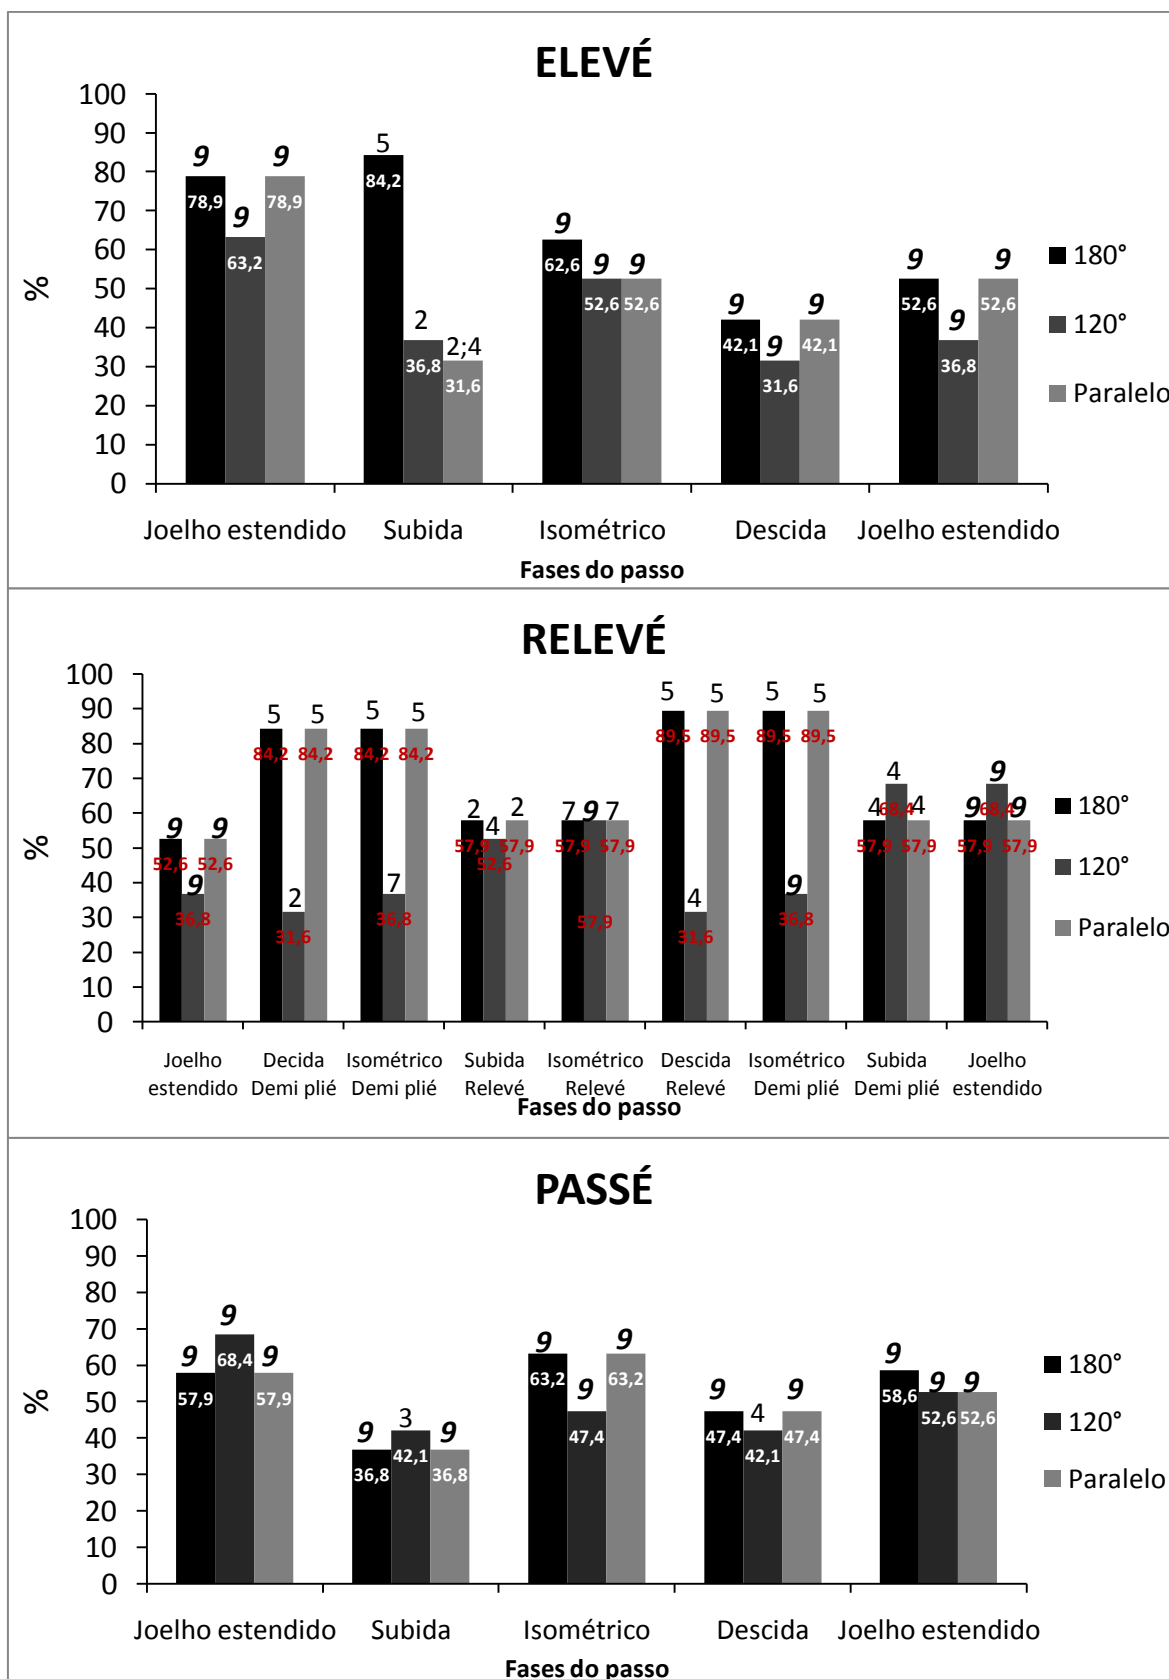 ELEVÉ
100
90
80
70
60
50
40
30
20
10
0
%
9 9 9
78,9 63,2 78,9
5 2 2;4
84,2 36,8 31,6
9 9 9
62,6 52,6 52,6
9 9 9
42,1 31,6 42,1
9 9 9
52,6 36,8 52,6
180°
120°
Paralelo
Joelho estendido Subida Isométrico Descida Joelho estendido
Fases do passo
RELEVÉ
100
90
80
70
60
50
40
30
20
10
0
%
9 9 9
52,6 36,8 52,6
5 2 5
84,2 31,6 84,2
5 7 5
84,2 36,8 84,2
2 4 2
57,9 52,6 57,9
7 9 7
57,9 57,9 57,9
5 4 5
89,5 31,6 89,5
5 9 5
89,5 36,8 89,5
4 4 4
57,9 68,4 57,9
9 9 9
57,9 68,4 57,9
180°
120°
Paralelo
Joelho Decida Isométrico Subida Isométrico Descida Isométrico Subida Joelho
estendido Demi plié Demi plié Relevé Relevé Relevé Demi plié Demi plié estendido
Fases do passo
PASSÉ
100
90
80
70
60
50
40
30
20
10
0
%
9 9 9
57,9 68,4 57,9
9 3 9
36,8 42,1 36,8
9 9 9
63,2 47,4 63,2
9 4 9
47,4 42,1 47,4
9 9 9
58,6 52,6 52,6
180°
120°
Paralelo
Joelho estendido Subida Isométrico Descida Joelho estendido
Fases do passo